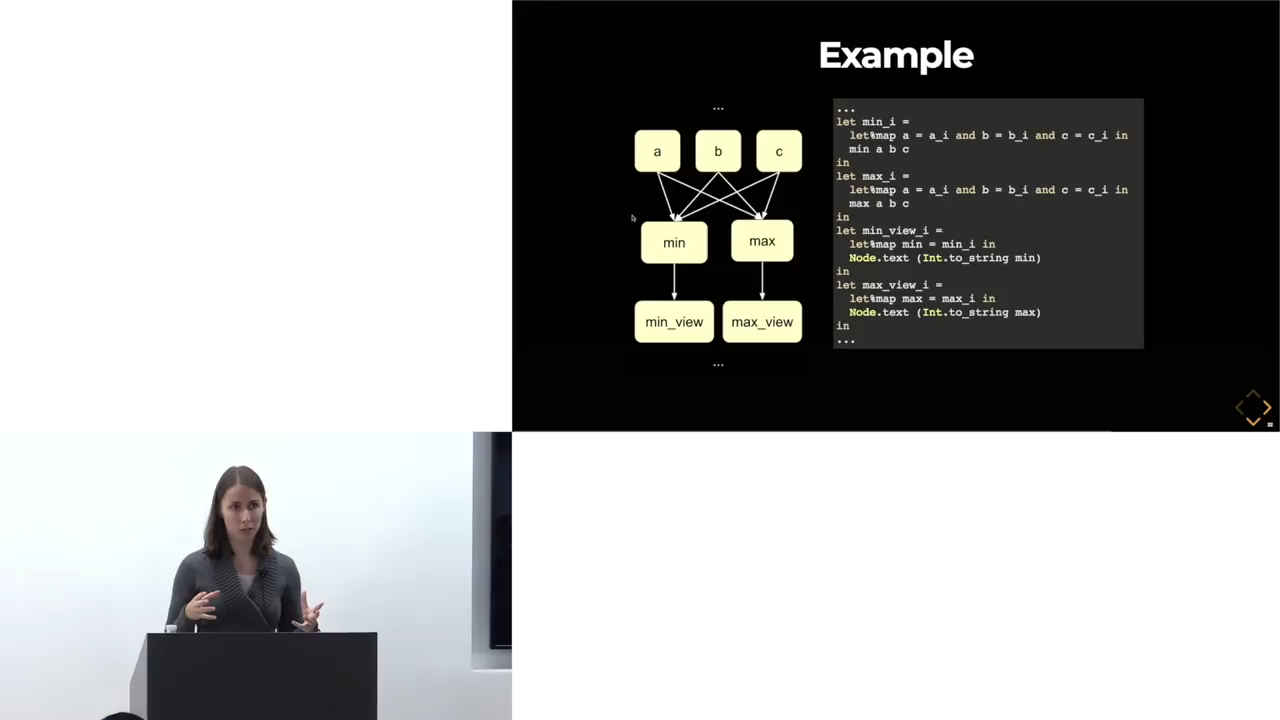 Example
...
a b c
min max
min_view max_view
...
...
let min_i =
  let%map a = a_i and b = b_i and c = c_i in
  min a b c
in
let max_i =
  let%map a = a_i and b = b_i and c = c_i in
  max a b c
in
let min_view_i =
  let%map min = min_i in
  Node.text (Int.to_string min)
in
let max_view_i =
  let%map max = max_i in
  Node.text (Int.to_string max)
in
...